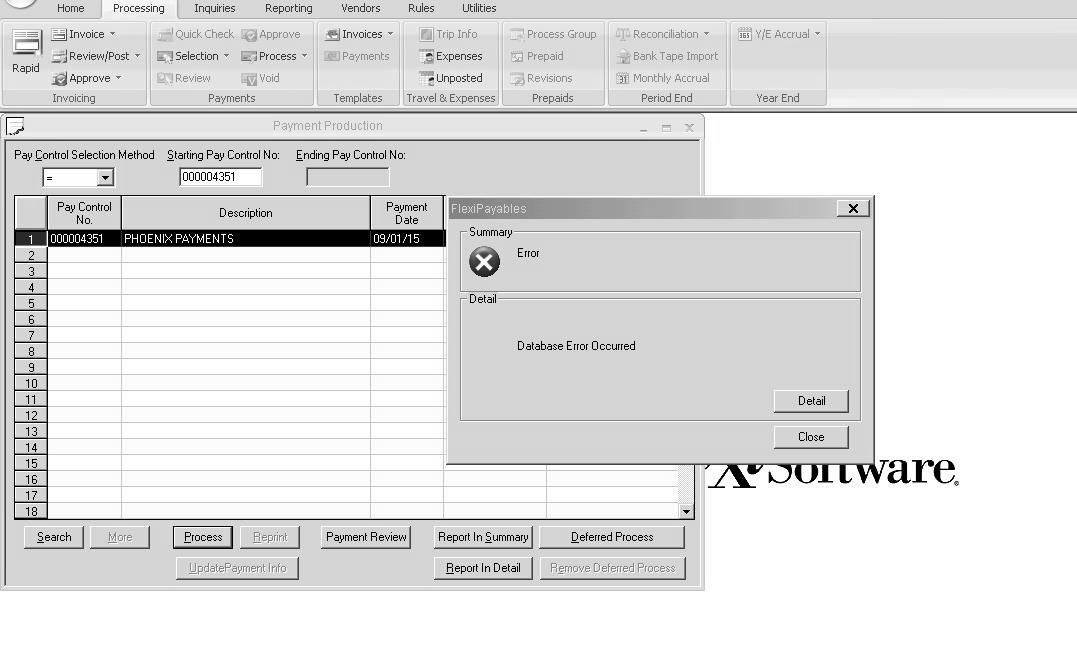 Home Processing Inquiries Reporting Vendors Rules Utilities
Rapid
Invoice
Review/Post
Approve
Invoicing
Quick Check Approve
Selection Process
Review Void
Payments
Invoices
Payments
Templates
Trip Info
Expenses
Unposted
Travel & Expenses
Process Group
Prepaid
Revisions
Prepaids
Reconciliation
Bank Tape Import
Monthly Accrual
Period End
Y/E Accrual
Year End
Payment Production
Pay Control Selection Method Starting Pay Control No: Ending Pay Control No:
= 000004351
Pay Control No. Description Payment Date
1 000004351 PHOENIX PAYMENTS 09/01/15
2
3
4
5
6
7
8
9
10
11
12
13
14
15
16
17
18
FlexiPayables
Summary
Error
Detail
Database Error Occurred
Detail
Close
Software
Search More Process Reprint Payment Review Report In Summary Deferred Process
UpdatePayment Info Report In Detail Remove Deferred Process